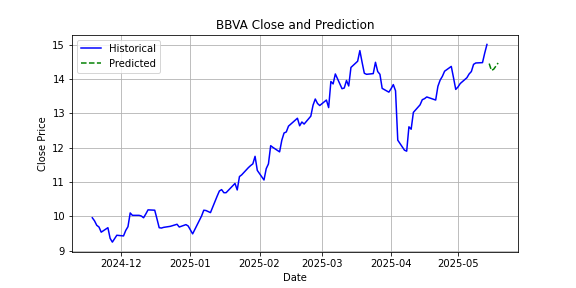 BBVA Close and Prediction
Historical
Predicted
Close Price
15
14
13
12
11
10
9
2024-12
2025-01
2025-02
2025-03
2025-04
2025-05
Date